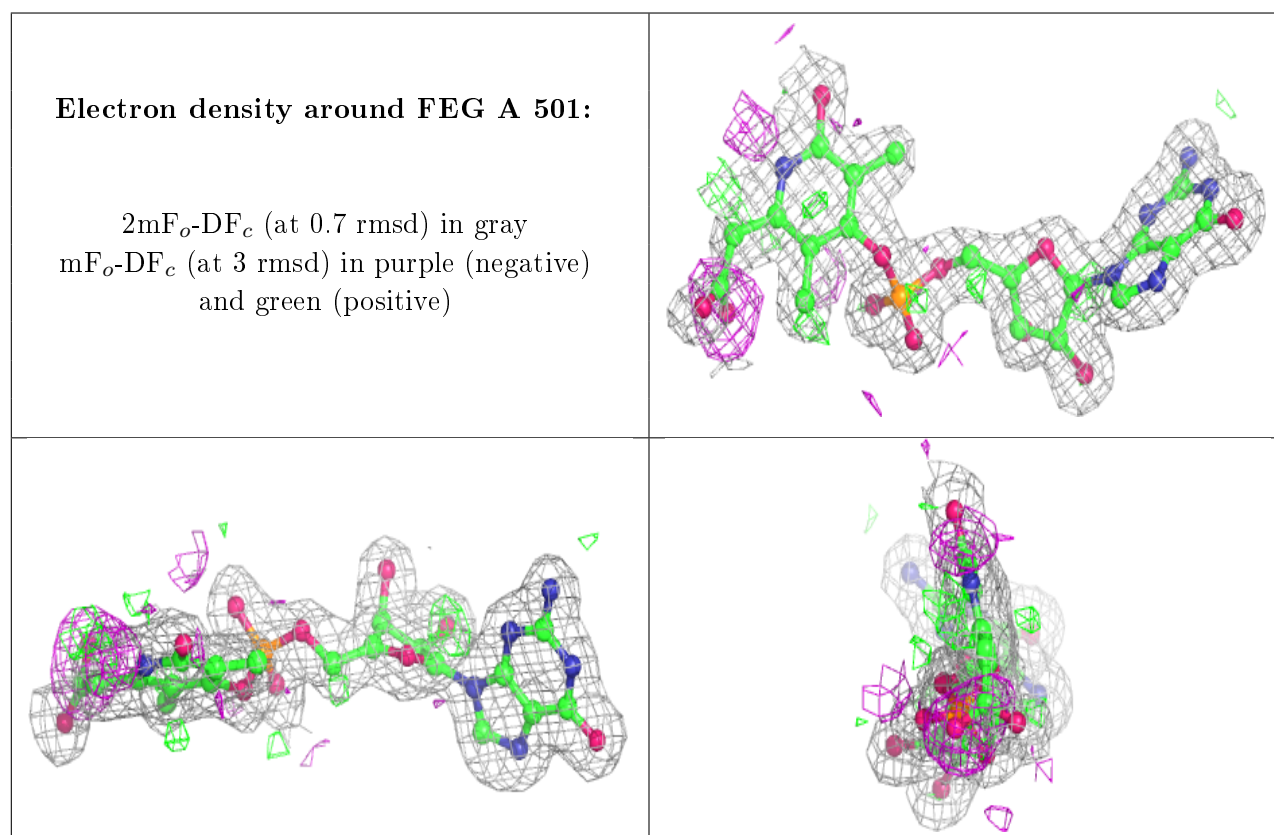 Electron density around FEG A 501:
2mFo-DFc (at 0.7 rmsd) in gray
mFo-DFc (at 3 rmsd) in purple (negative)
and green (positive)